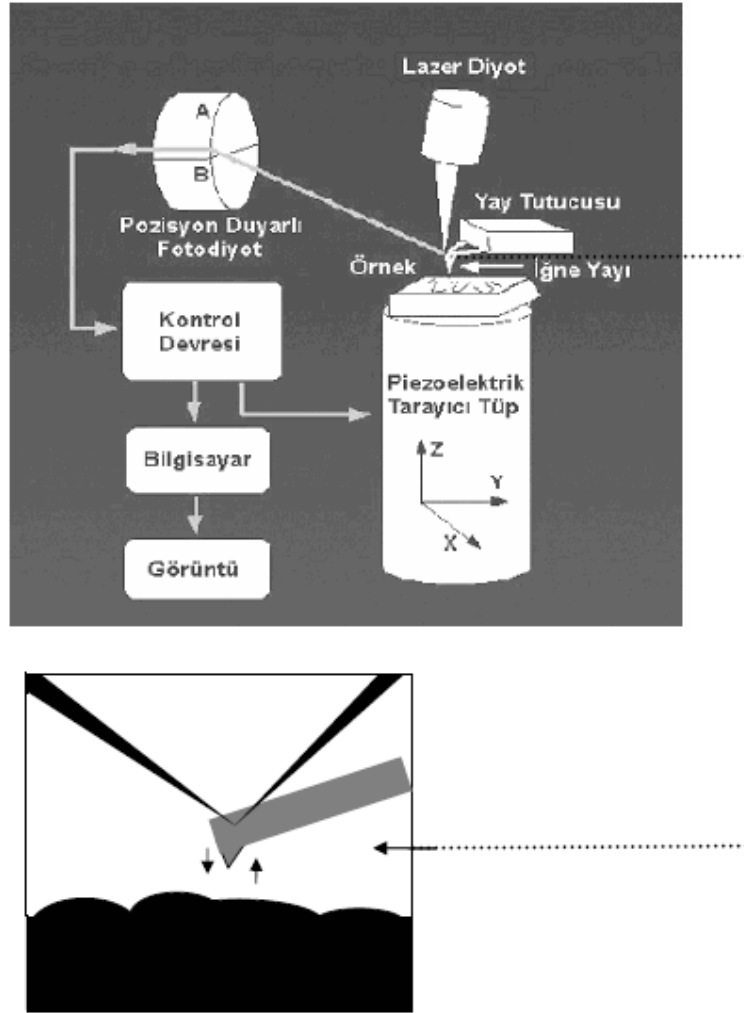 Lazer Diyot
A
B
Pozisyon Duyarlı
Fotodiyot
Yay Tutucusu
Örnek
İğne Yayı
Kontrol
Devresi
Piezoelektrik
Tarayıcı Tüp
Z
Y
X
Bilgisayar
Görüntü